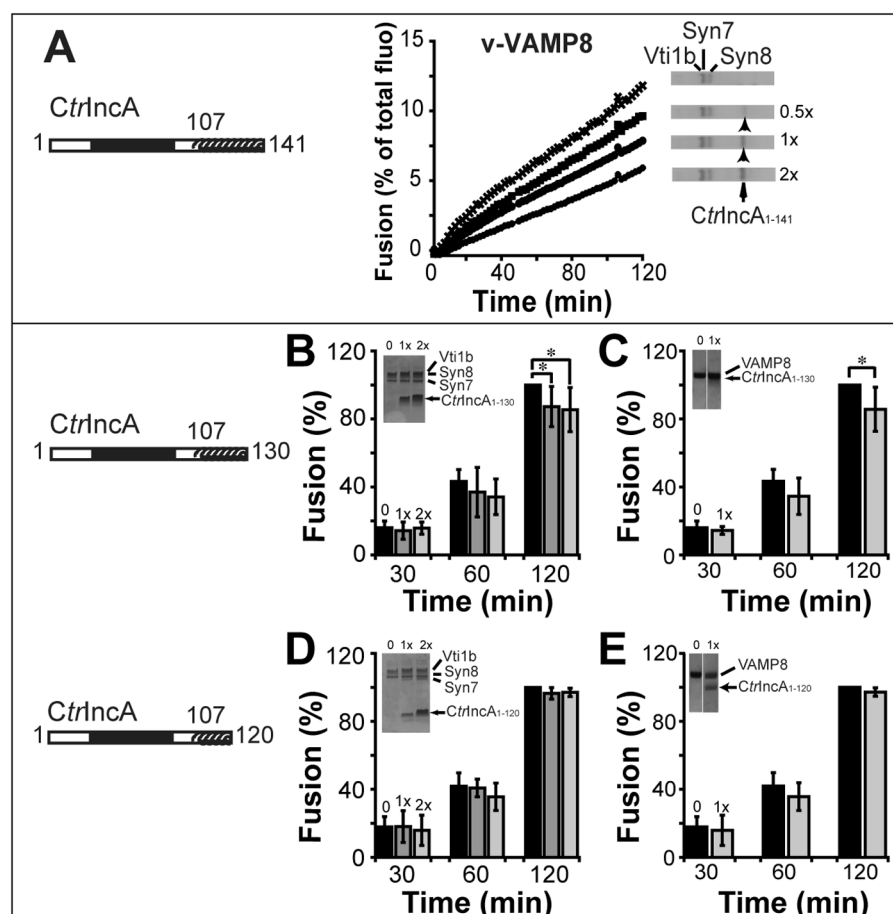 A
CtrIncA
107
1
141
v-VAMP8
Fusion (% of total fluo)
15
10
5
0
0
40
80
120
Time (min)
Syn7
Vti1b
Syn8
0.5x
1x
2x
CtrIncA1-141
CtrIncA
107
1
130
B
0 1x 2x
Vti1b
Syn8
Syn7
CtrIncA1-130
* *
Fusion (%)
120
80
40
0
0 1x 2x
30 60 120
Time (min)
C
0 1x
VAMP8
CtrIncA1-130
*
Fusion (%)
120
80
40
0
0 1x
30 60 120
Time (min)
CtrIncA
107
1
120
D
0 1x 2x
Vti1b
Syn8
Syn7
CtrIncA1-120
Fusion (%)
120
80
40
0
0 1x 2x
30 60 120
Time (min)
E
0 1x
VAMP8
CtrIncA1-120
Fusion (%)
120
80
40
0
0 1x
30 60 120
Time (min)